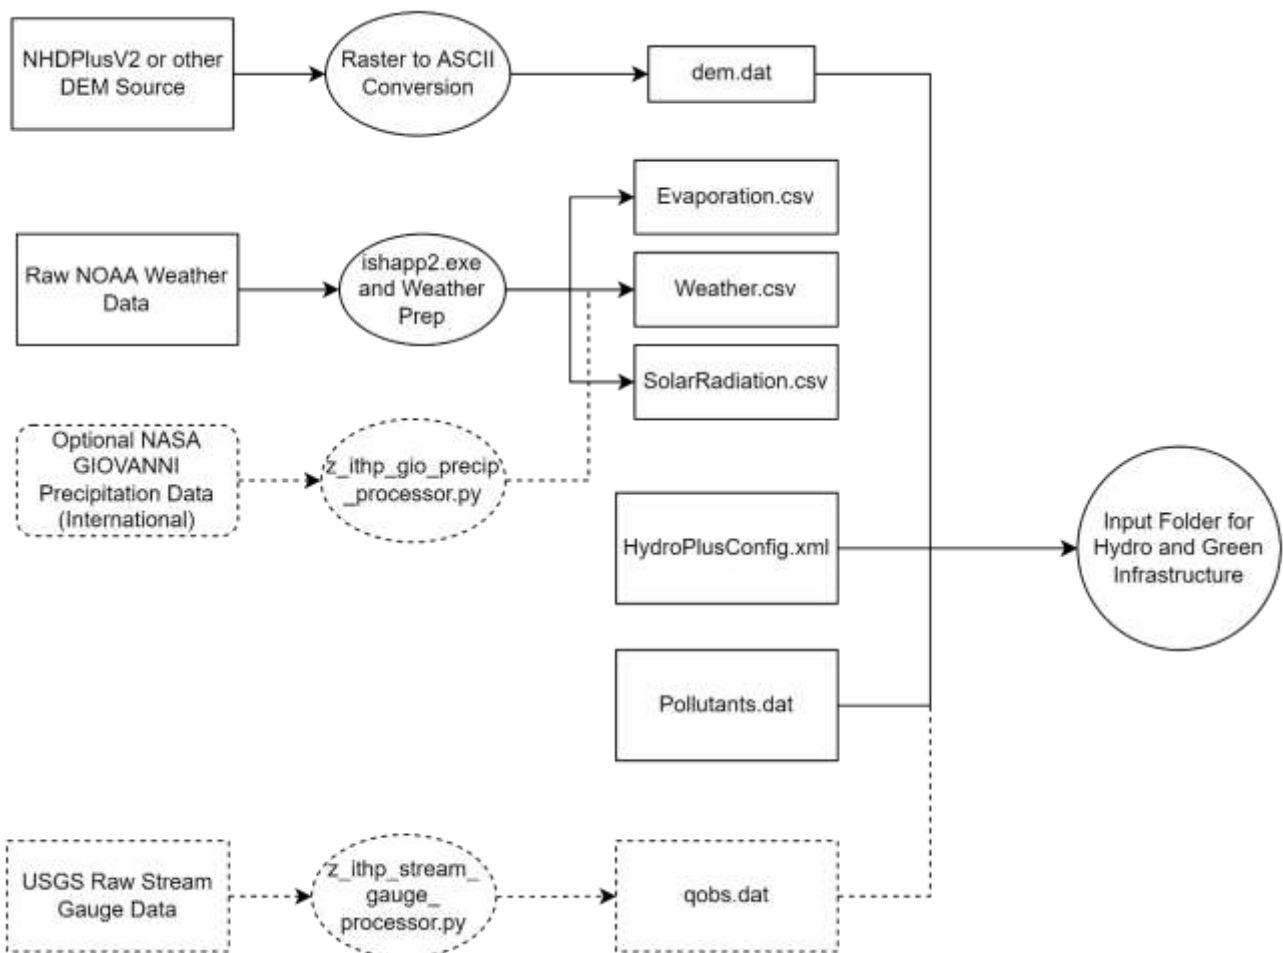 NHDPlusV2 or other
DEM Source
Raster to ASCII
Conversion
dem.dat
Evaporation.csv
Raw NOAA Weather
Data
ishapp2.exe
and Weather
Prep
Weather.csv
SolarRadiation.csv
Optional NASA
GIOVANNI
Precipitation Data
(International)
z_ithp_gio_precip
_processor.py
HydroPlusConfig.xml
Input Folder for
Hydro and Green
Infrastructure
Pollutants.dat
USGS Raw Stream
Gauge Data
z_ithp_stream_
gauge_
processor.py
qobs.dat